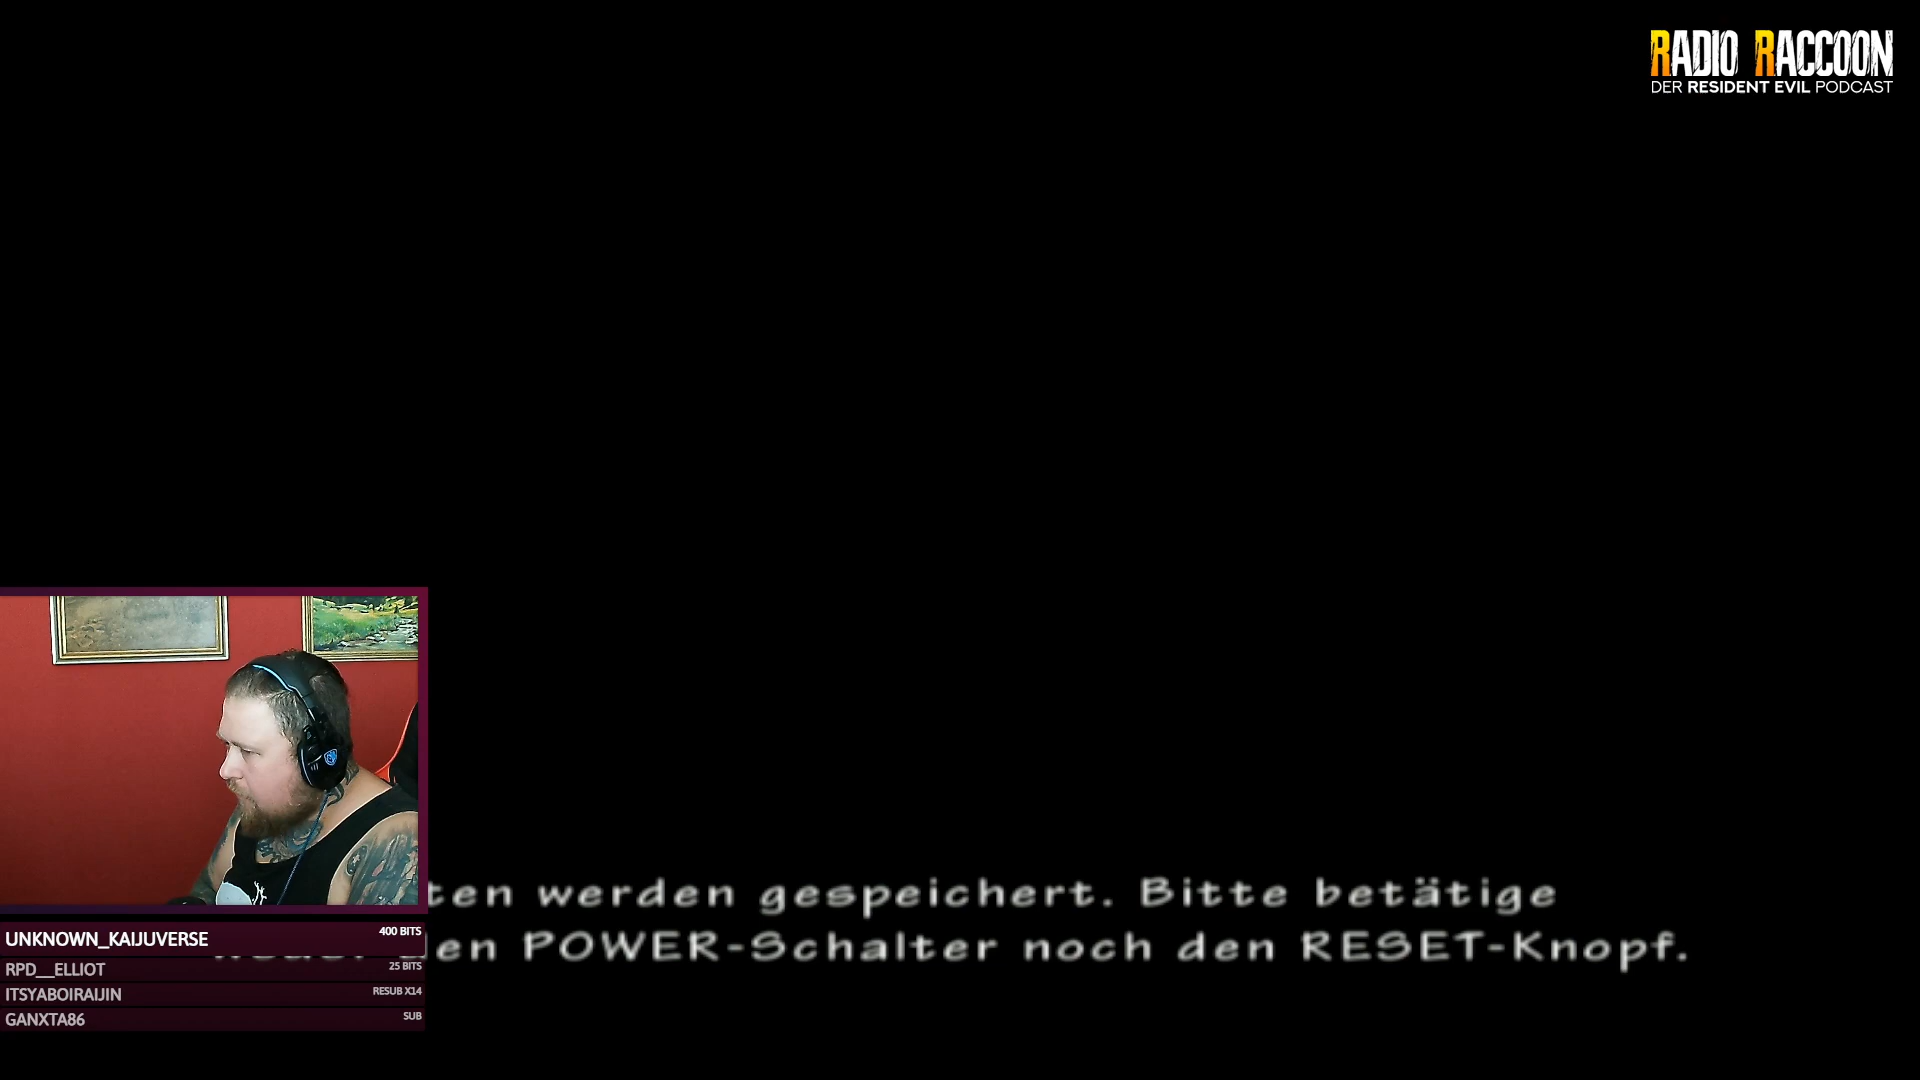 RADIO RACCOON
DER RESIDENT EVIL PODCAST
ten werden gespeichert. Bitte betätige
den POWER-Schalter noch den RESET-Knopf.
UNKNOWN_KAIJUVERSE 400 BITS
RPD__ELLIOT 25 BITS
ITSYABOIRAIJIN RESUB X14
GANXTA86 SUB